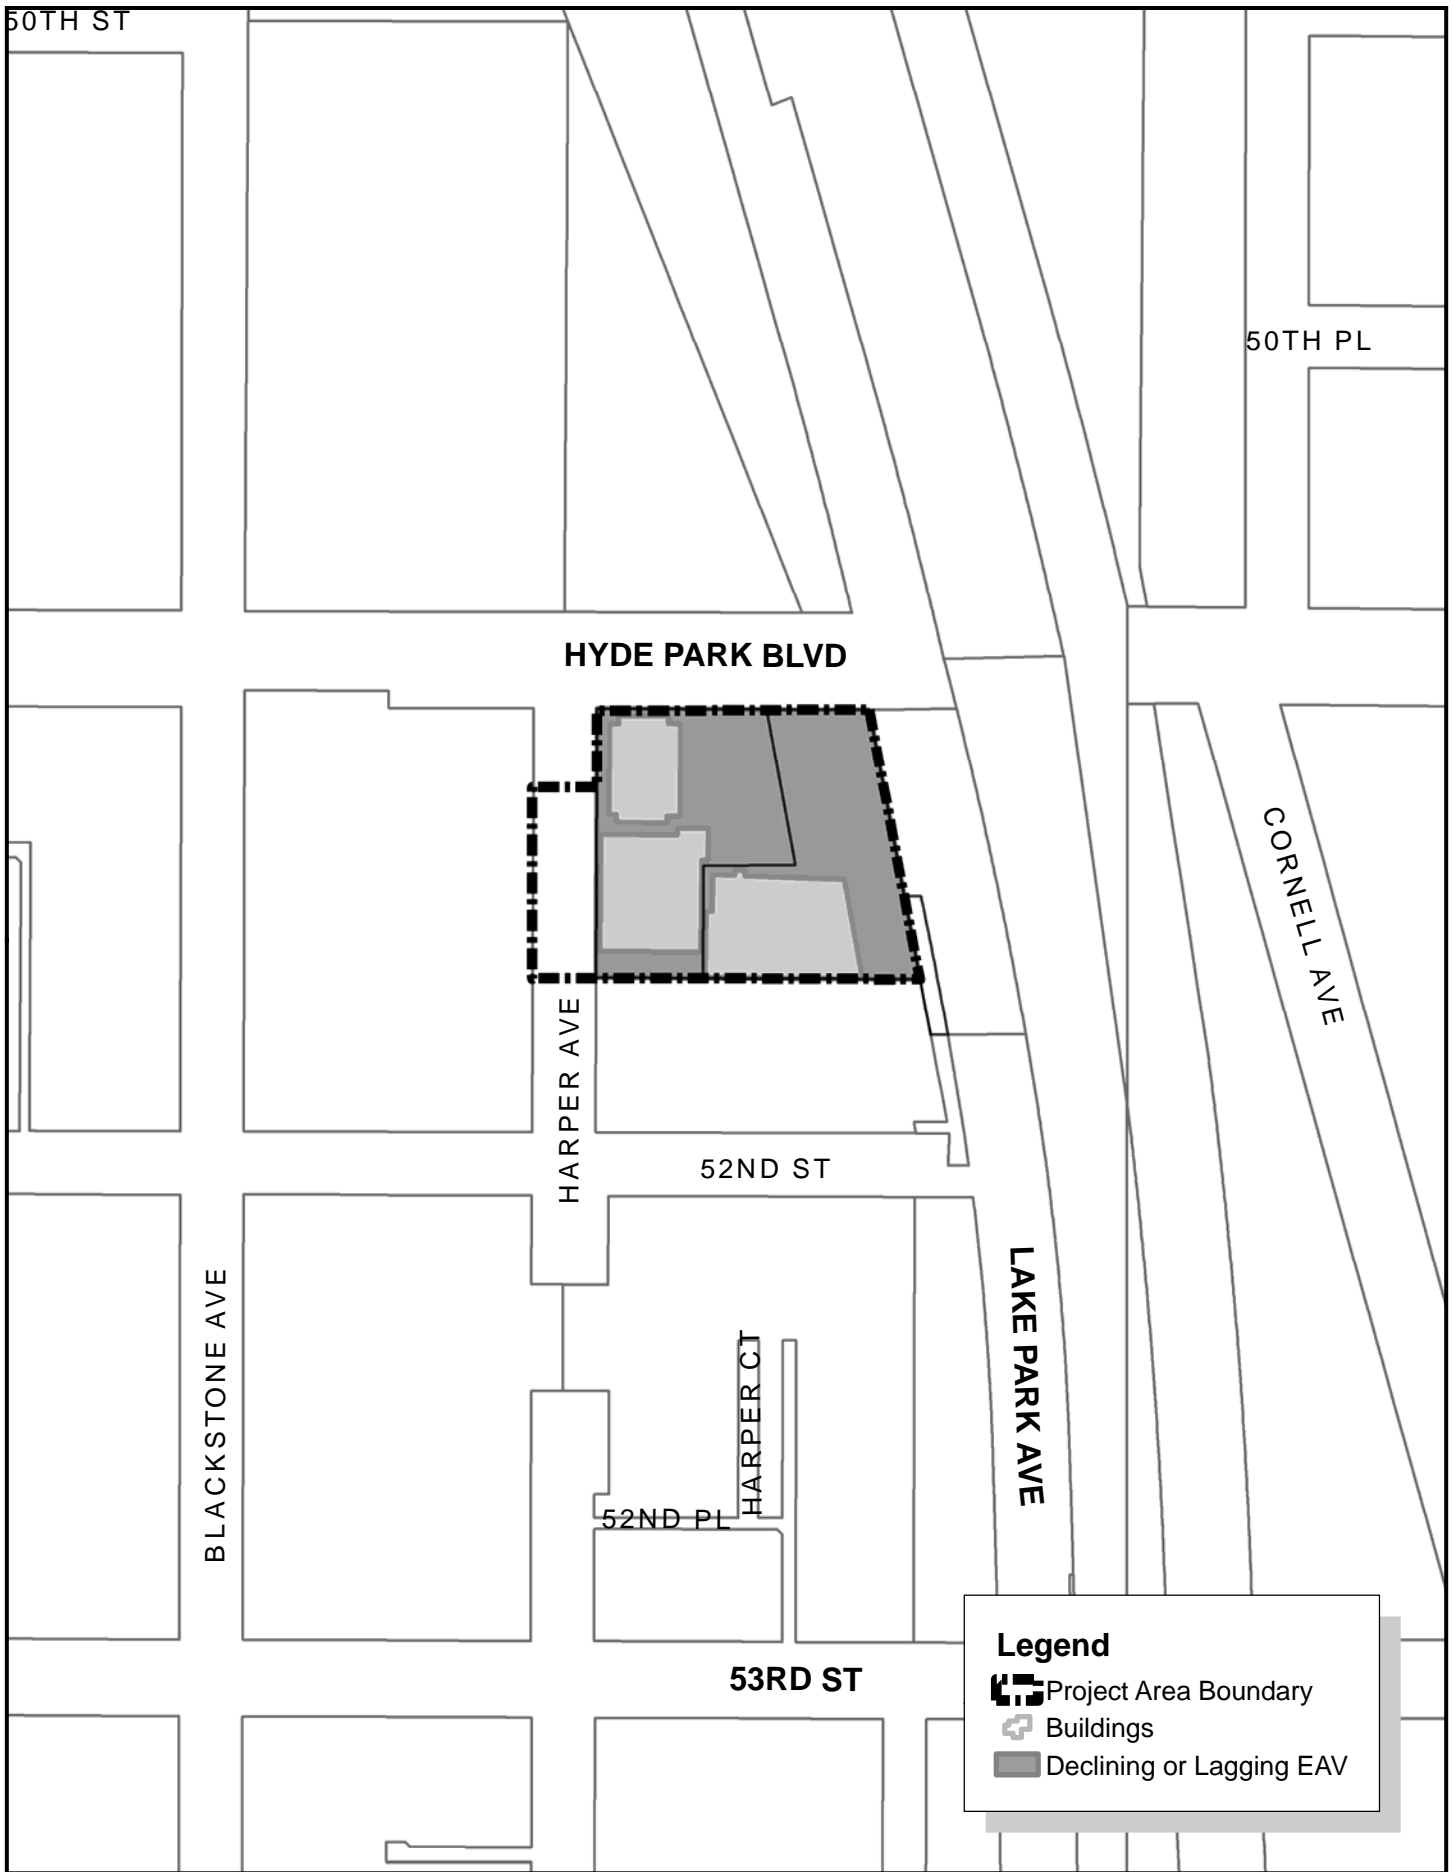 50TH ST
50TH PL
HYDE PARK BLVD
CORNELL AVE
HARPER AVE
52ND ST
LAKE PARK AVE
BLACKSTONE AVE
HARPER CT
52ND PL
53RD ST
Legend
Project Area Boundary
Buildings
Declining or Lagging EAV